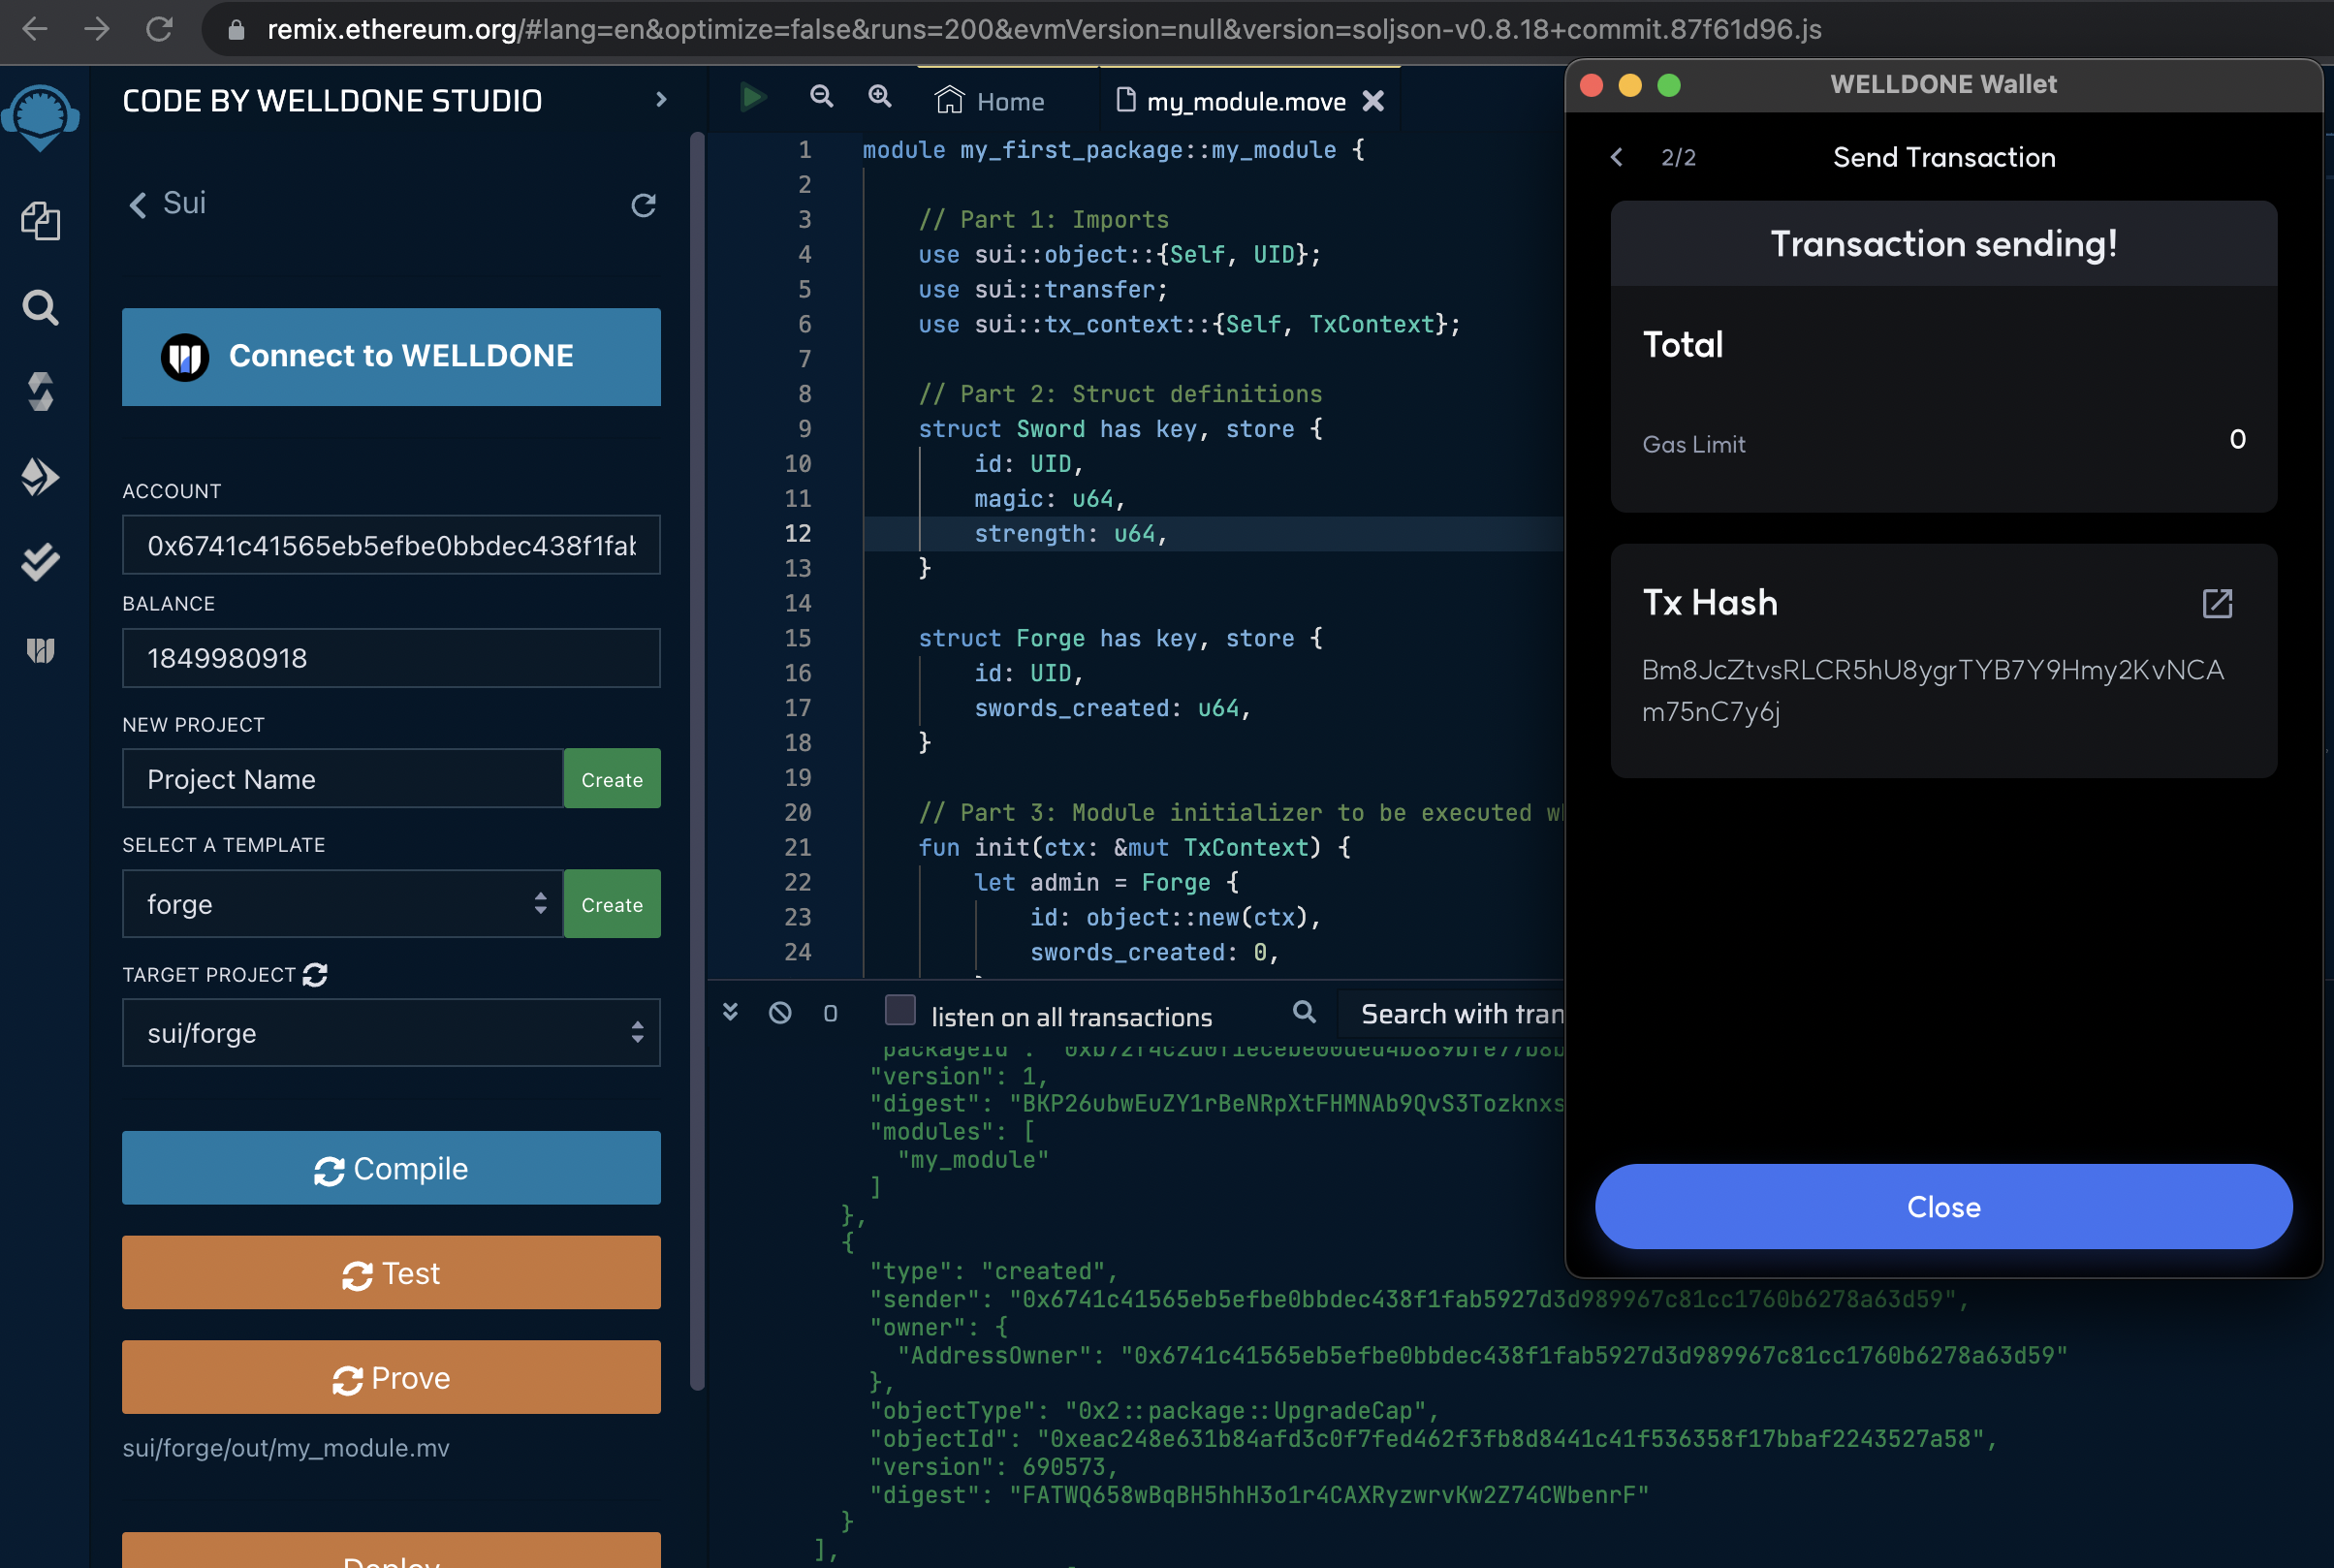 remix.ethereum.org/#lang=en&optimize=false&runs=200&evmVersion=null&version=soljson-v0.8.18+commit.87f61d96.js
CODE BY WELLDONE STUDIO
Sui
Connect to WELLDONE
ACCOUNT
0x6741c41565eb5efbe0bbdec438f1fab
BALANCE
1849980918
NEW PROJECT
Project Name
Create
SELECT A TEMPLATE
forge
Create
TARGET PROJECT
sui/forge
Compile
Test
Prove
sui/forge/out/my_module.mv
Deploy
Home
my_module.move
1 module my_first_package::my_module {
2
3 // Part 1: Imports
4 use sui::object::{Self, UID};
5 use sui::transfer;
6 use sui::tx_context::{Self, TxContext};
7
8 // Part 2: Struct definitions
9 struct Sword has key, store {
10 id: UID,
11 magic: u64,
12 strength: u64,
13 }
14
15 struct Forge has key, store {
16 id: UID,
17 swords_created: u64,
18 }
19
20 // Part 3: Module initializer to be executed w
21 fun init(ctx: &mut TxContext) {
22 let admin = Forge {
23 id: object::new(ctx),
24 swords_created: 0,
0
listen on all transactions
Search with tran
"packageId":
"version": 1,
"digest": "BKP26ubwEuZY1rBeNRpXtFHMNAb9QvS3Tozknxs
"modules": [
"my_module"
]
},
{
"type": "created",
"sender": "0x6741c41565eb5efbe0bbdec438f1fab5927d3d989967c81cc1760b6278a63d59",
"owner": {
"AddressOwner": "0x6741c41565eb5efbe0bbdec438f1fab5927d3d989967c81cc1760b6278a63d59"
},
"objectType": "0x2::package::UpgradeCap",
"objectId": "0xeac248e631b84afd3c0f7fed462f3fb8d8441c41f536358f17bbaf2243527a58",
"version": 690573,
"digest": "FATWQ658wBqBH5hhH3o1r4CAXRyzwrvKw2Z74CWbenrF"
}
],
WELLDONE Wallet
2/2
Send Transaction
Transaction sending!
Total
Gas Limit
0
Tx Hash
Bm8JcZtvsRLCR5hU8ygrTYB7Y9Hmy2KvNCA
m75nC7y6j
Close